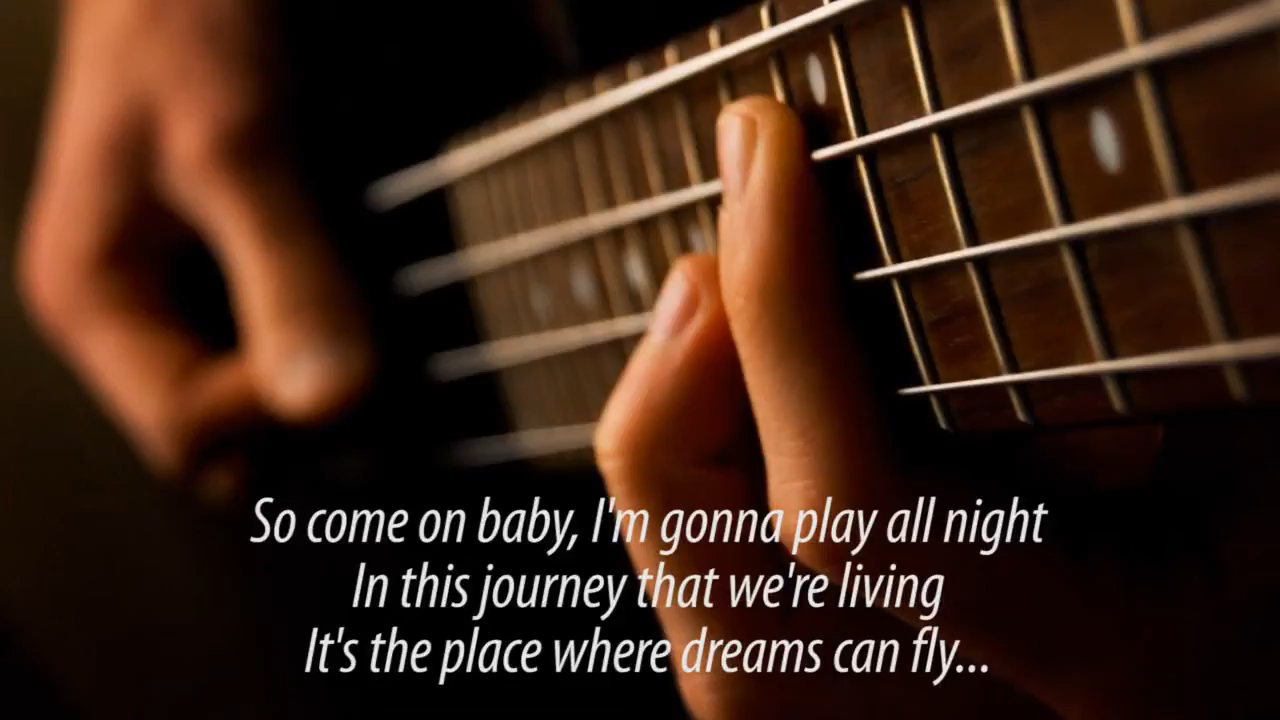 So come on baby, I'm gonna play all night
In this journey that we're living
It's the place where dreams can fly...